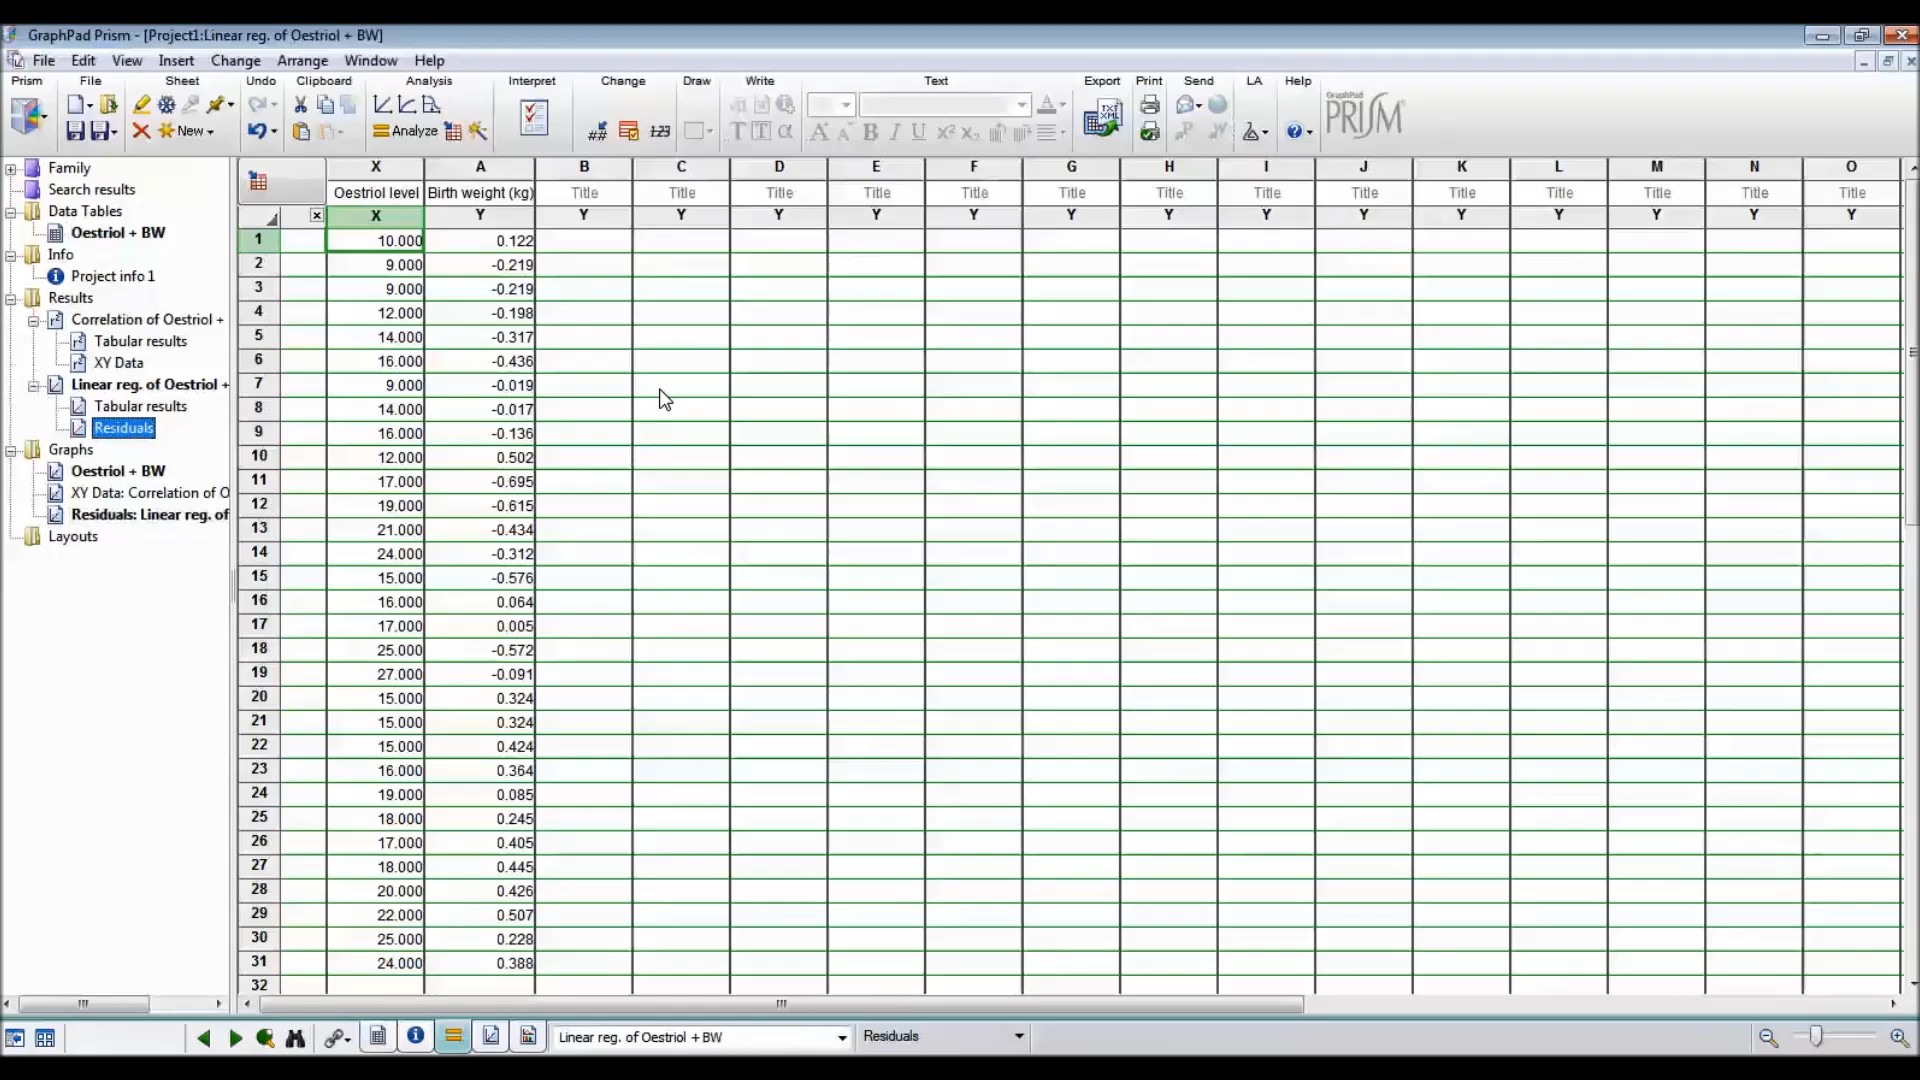 GraphPad Prism - [Project1:Linear reg. of Oestriol + BW]
File Edit View Insert Change Arrange Window Help
Prism File Sheet Undo Clipboard Analysis Interpret Change Draw Write Text Export Print Send LA Help
New
Analyze
GraphPad
PRISM
Family
Search results
Data Tables
Oestriol + BW
Info
Project info 1
Results
Correlation of Oestriol +
Tabular results
XY Data
Linear reg. of Oestriol +
Tabular results
Residuals
Graphs
Oestriol + BW
XY Data: Correlation of O
Residuals: Linear reg. of
Layouts
X A B C D E F G H I J K L M N O
Oestriol level Birth weight (kg) Title Title Title Title Title Title Title Title Title Title Title Title Title Title
X Y Y Y Y Y Y Y Y Y Y Y Y Y Y Y
1 10.000 0.122
2 9.000 -0.219
3 9.000 -0.219
4 12.000 -0.198
5 14.000 -0.317
6 16.000 -0.436
7 9.000 -0.019
8 14.000 -0.017
9 16.000 -0.136
10 12.000 0.502
11 17.000 -0.695
12 19.000 -0.615
13 21.000 -0.434
14 24.000 -0.312
15 15.000 -0.576
16 16.000 0.064
17 17.000 0.005
18 25.000 -0.572
19 27.000 -0.091
20 15.000 0.324
21 15.000 0.324
22 15.000 0.424
23 16.000 0.364
24 19.000 0.085
25 18.000 0.245
26 17.000 0.405
27 18.000 0.445
28 20.000 0.426
29 22.000 0.507
30 25.000 0.228
31 24.000 0.388
32
Linear reg. of Oestriol + BW Residuals